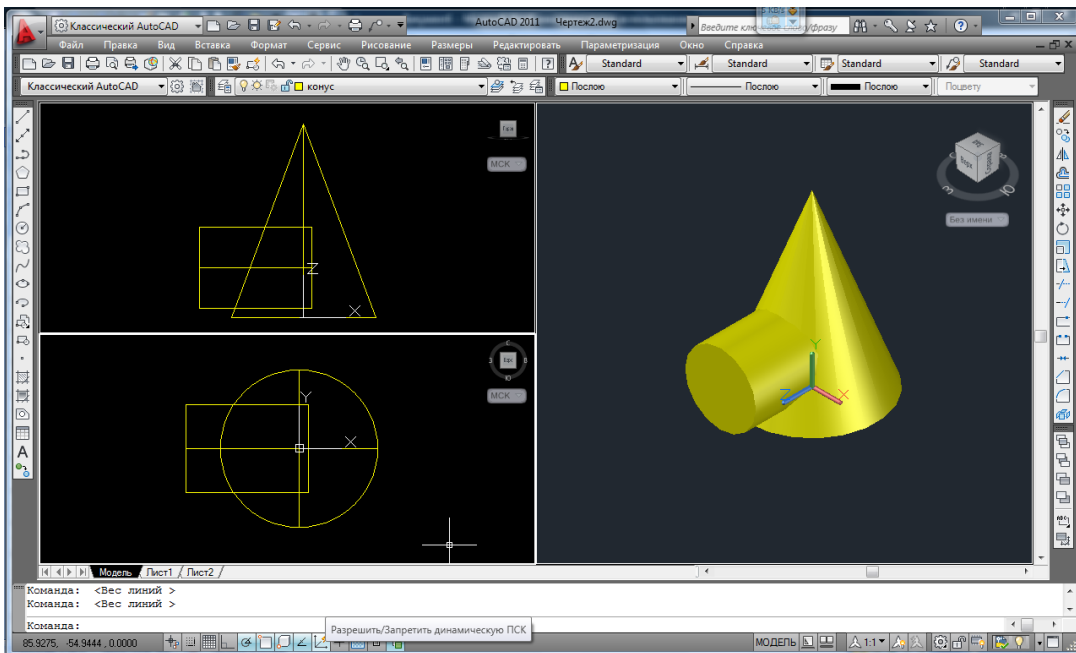 Классический AutoCAD
AutoCAD 2011 Чертеж2.dwg
5 КБ/с
Введите ключевое слово/фразу
Файл Правка Вид Вставка Формат Сервис Рисование Размеры Редактировать Параметризация Окно Справка
Standard Standard Standard Standard
Классический AutoCAD конус Послою Послою Послою Поцвету
МСК
Z
X
С
З В
Ю
МСК
Y
X
Верх
З Ю
Без имени
Y
Z X
Модель Лист1 Лист2
Команда: <Вес линий >
Команда: <Вес линий >
Команда:
Разрешить/Запретить динамическую ПСК
85.9275, -54.9444 , 0.0000
МОДЕЛЬ 1:1